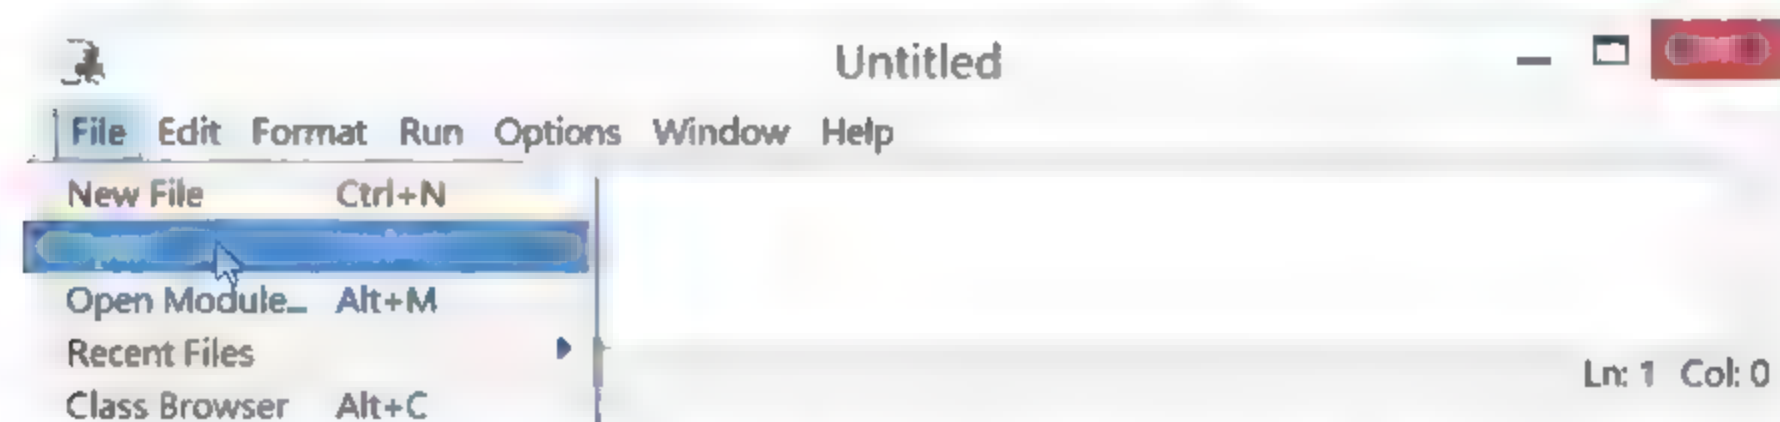 Untitled
File Edit Format Run Options Window Help
New File Ctrl+N
Open Module... Alt+M
Recent Files
Class Browser Alt+C
Ln: 1 Col: 0